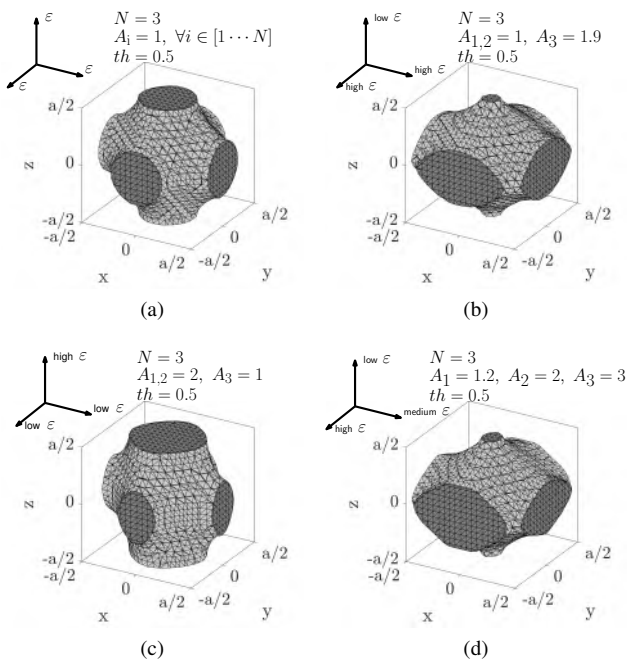 N = 3
A_i = 1, ∀i ∈ [1 ⋯ N]
th = 0.5
ε
ε
ε
a/2
z
0
-a/2
-a/2
0
x
a/2
-a/2
0
y
a/2
(a)
N = 3
A_{1,2} = 1, A_3 = 1.9
th = 0.5
low ε
high ε
high ε
a/2
z
0
-a/2
-a/2
0
x
a/2
-a/2
0
y
a/2
(b)
N = 3
A_{1,2} = 2, A_3 = 1
th = 0.5
high ε
low ε
low ε
a/2
z
0
-a/2
-a/2
0
x
a/2
-a/2
0
y
a/2
(c)
N = 3
A_1 = 1.2, A_2 = 2, A_3 = 3
th = 0.5
low ε
medium ε
high ε
a/2
z
0
-a/2
-a/2
0
x
a/2
-a/2
0
y
a/2
(d)